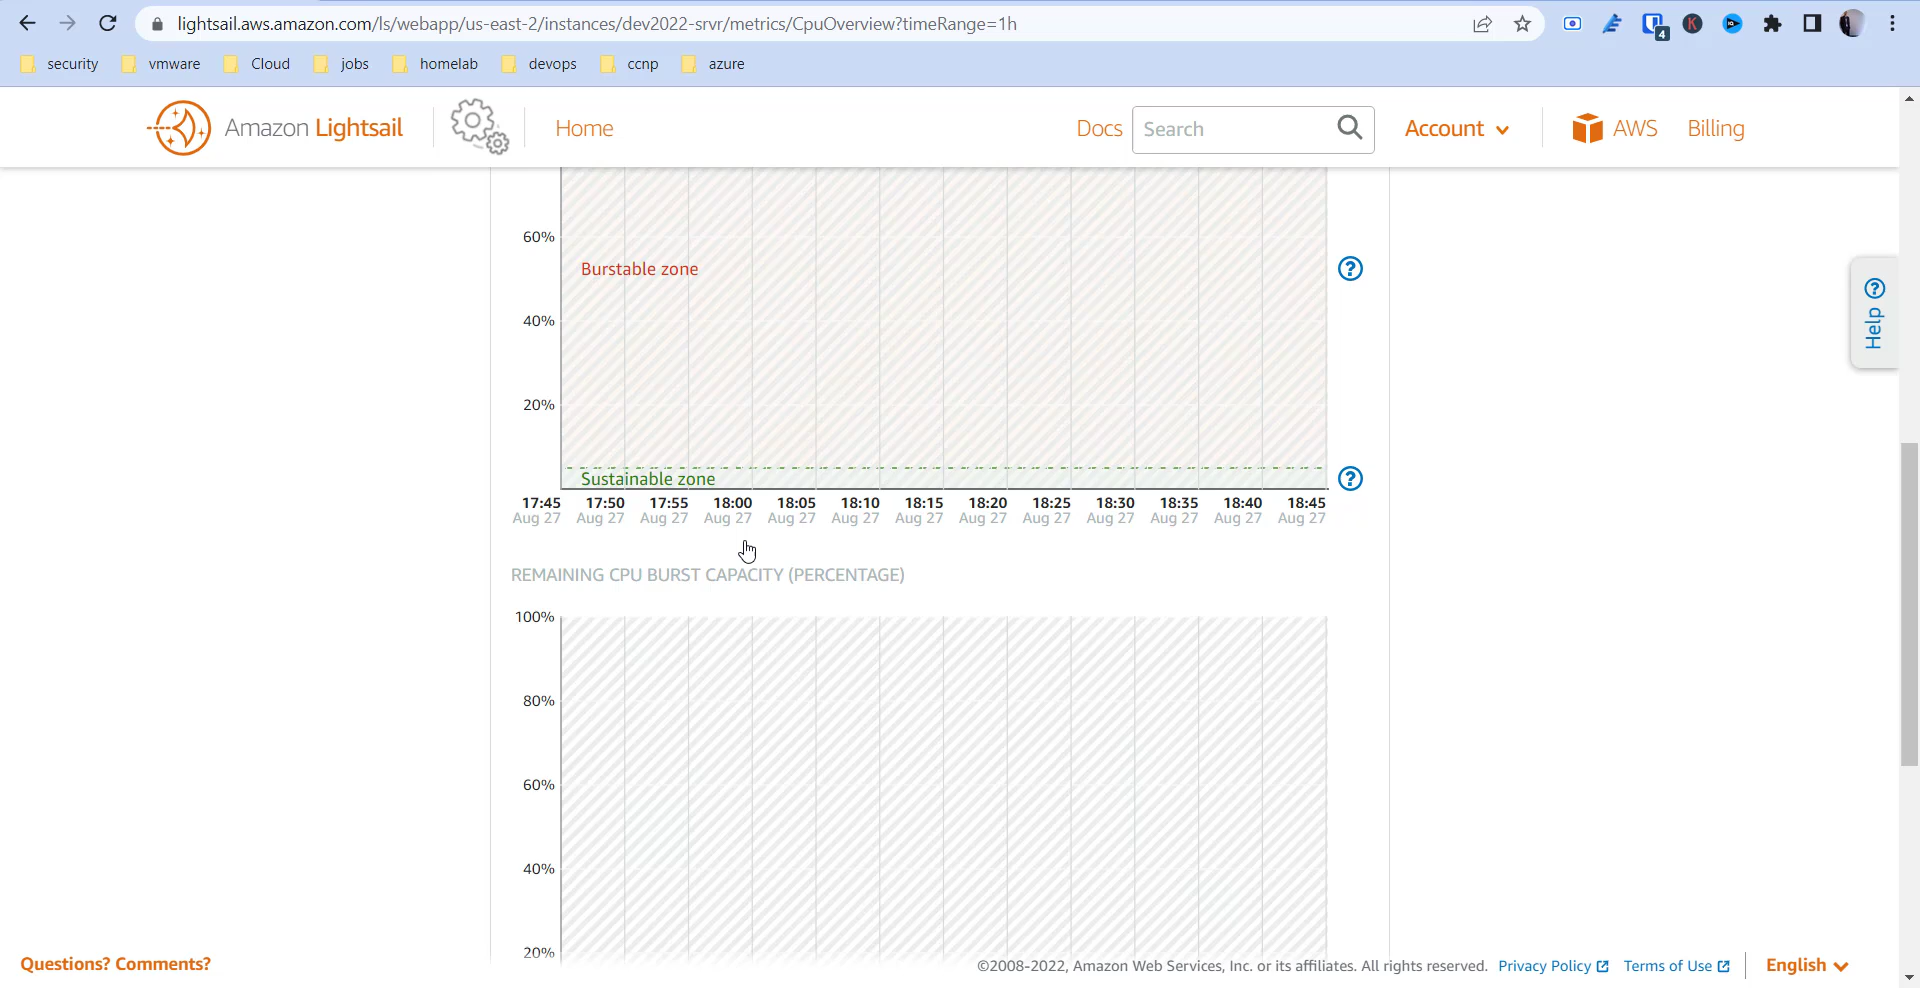 lightsail.aws.amazon.com/ls/webapp/us-east-2/instances/dev2022-srvr/metrics/CpuOverview?timeRange=1h
4
K
security vmware Cloud jobs homelab devops ccnp azure
Amazon Lightsail Home Docs Search Account AWS Billing
60%
Burstable zone ?
Help ?
40%
20%
Sustainable zone ?
17:45 17:50 17:55 18:00 18:05 18:10 18:15 18:20 18:25 18:30 18:35 18:40 18:45
Aug 27 Aug 27 Aug 27 Aug 27 Aug 27 Aug 27 Aug 27 Aug 27 Aug 27 Aug 27 Aug 27 Aug 27 Aug 27
REMAINING CPU BURST CAPACITY (PERCENTAGE)
100%
80%
60%
40%
20%
Questions? Comments? ©2008-2022, Amazon Web Services, Inc. or its affiliates. All rights reserved. Privacy Policy Terms of Use English